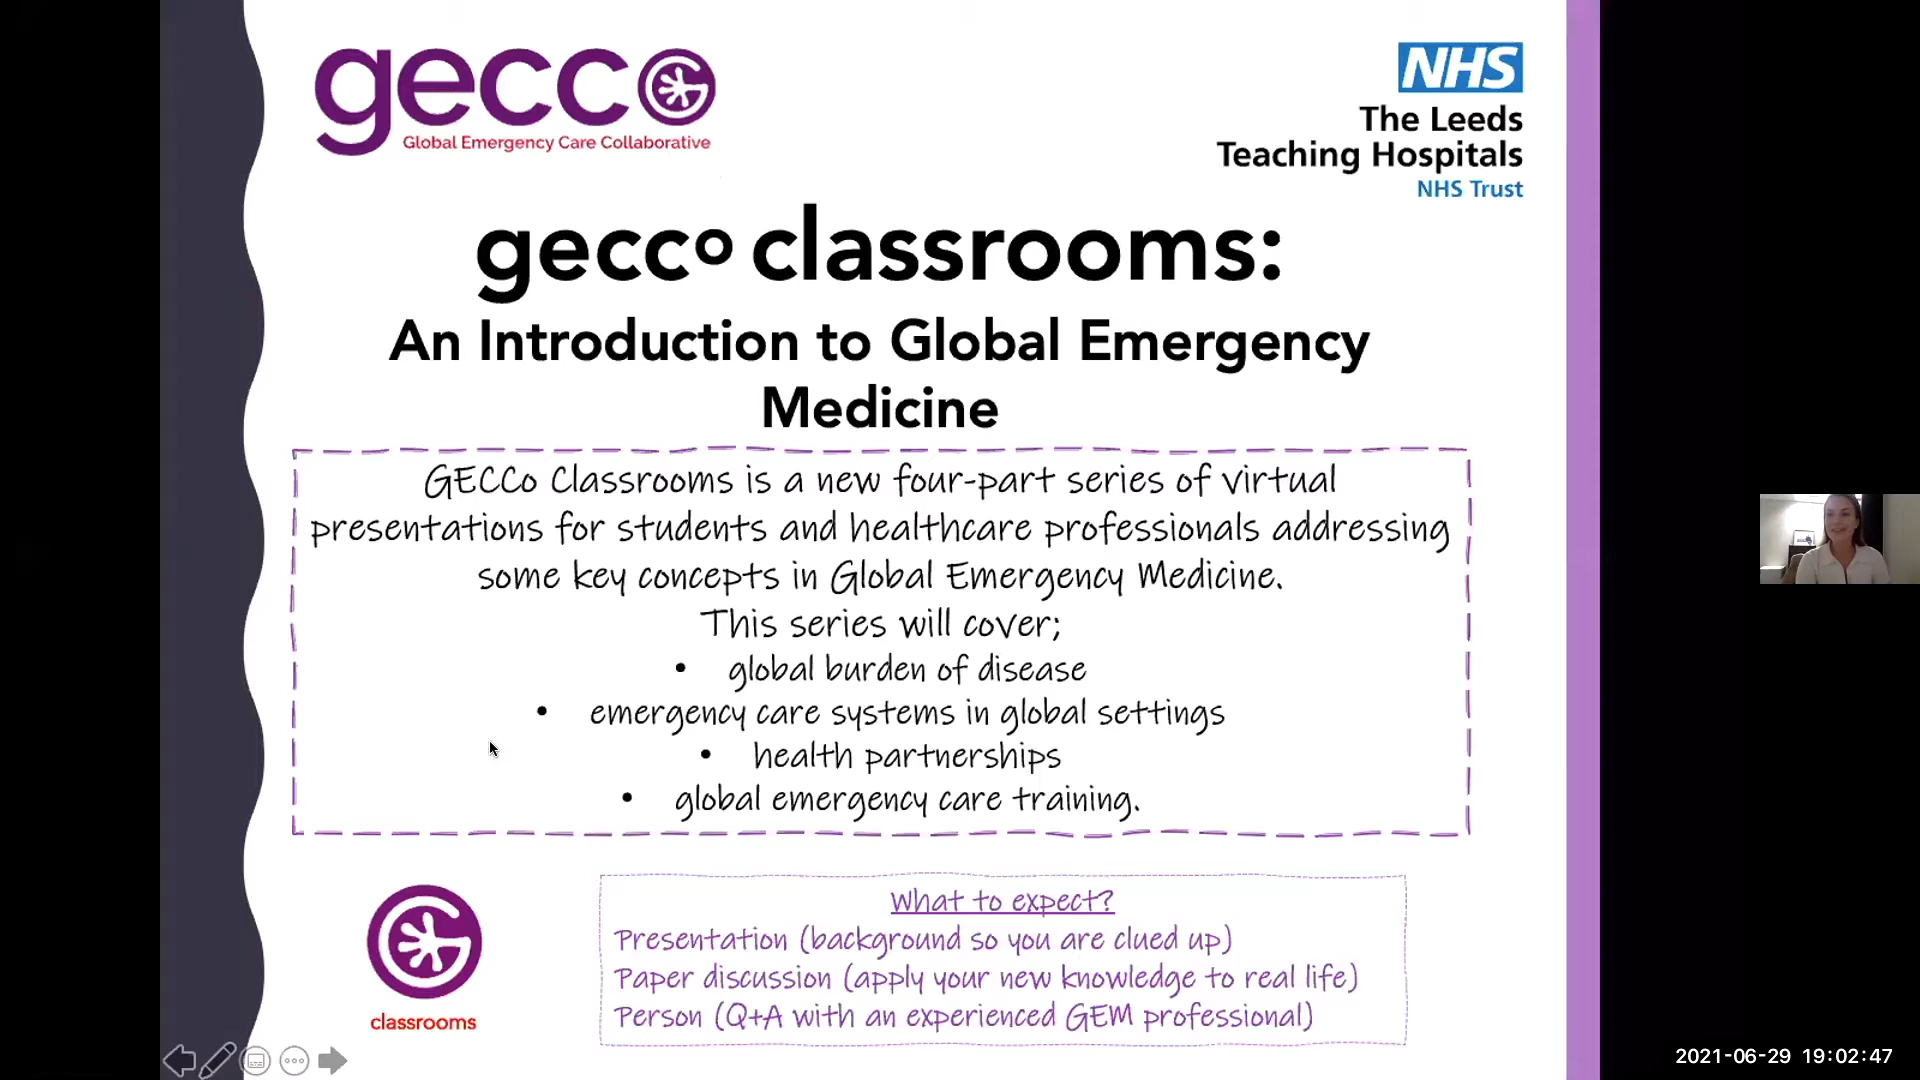 gecco
Global Emergency Care Collaborative
NHS
The Leeds
Teaching Hospitals
NHS Trust
gecco classrooms:
An Introduction to Global Emergency
Medicine
GECCo Classrooms is a new four-part series of virtual
presentations for students and healthcare professionals addressing
some key concepts in Global Emergency Medicine.
This series will cover;
• global burden of disease
• emergency care systems in global settings
• health partnerships
• global emergency care training.
classrooms
What to expect?
Presentation (background so you are clued up)
Paper discussion (apply your new knowledge to real life)
Person (Q+A with an experienced GEM professional)
2021-06-29 19:02:47